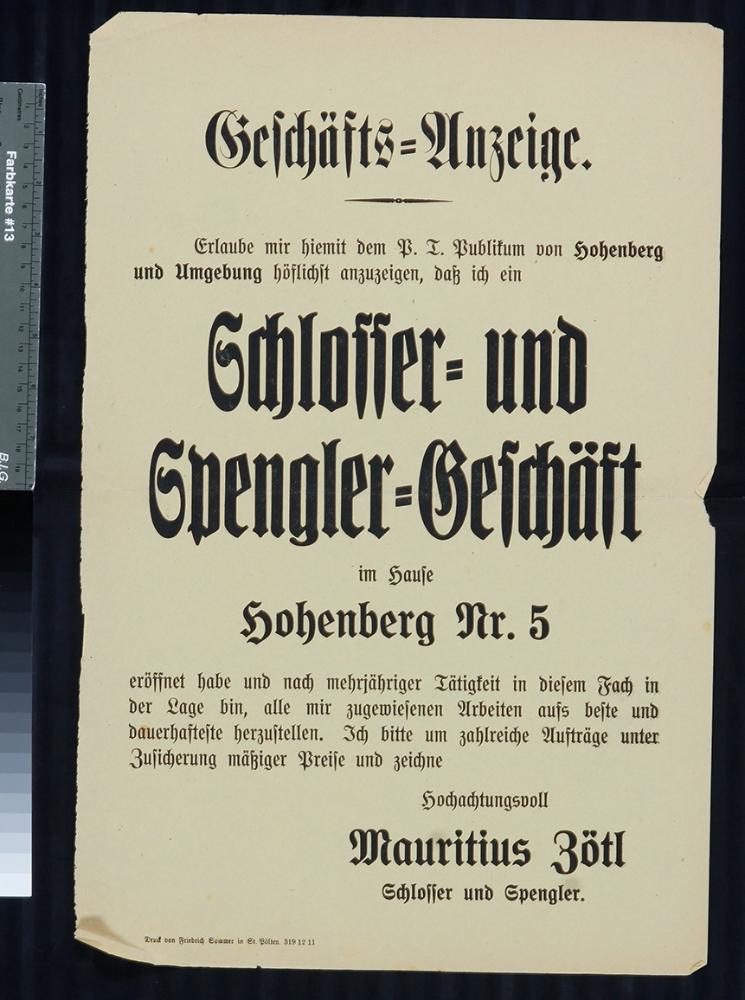 Geschäfts=Anzeige.
Erlaube mir hiemit dem P. T. Publikum von Hohenberg
und Umgebung höflichst anzuzeigen, daß ich ein
Schlosser= und
Spengler=Geschäft
im Hause
Hohenberg Nr. 5
eröffnet habe und nach mehrjähriger Tätigkeit in diesem Fach in
der Lage bin, alle mir zugewiesenen Arbeiten aufs beste und
dauerhafteste herzustellen. Ich bitte um zahlreiche Aufträge unter
Zusicherung mäßiger Preise und zeichne
Hochachtungsvoll
Mauritius Zötl
Schlosser und Spengler.
Druck von Friedrich Sommer in St. Pölten. 319 12 11
Farbkarte #13
B.I.G.